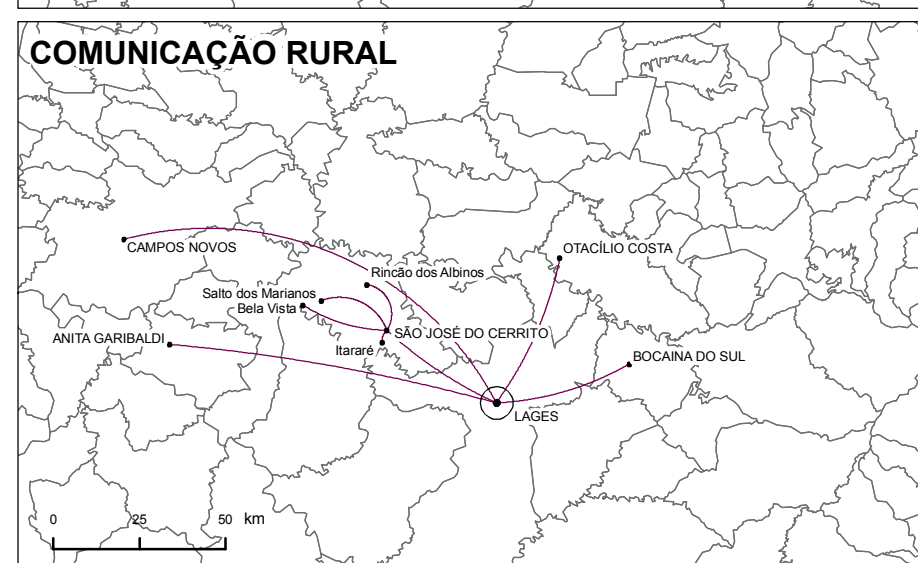 COMUNICAÇÃO RURAL
CAMPOS NOVOS
OTACÍLIO COSTA
Rincão dos Albinos
Salto dos Marianos
Bela Vista
SÃO JOSÉ DO CERRITO
ANITA GARIBALDI
Itararé
BOCAINA DO SUL
LAGES
0 25 50 km